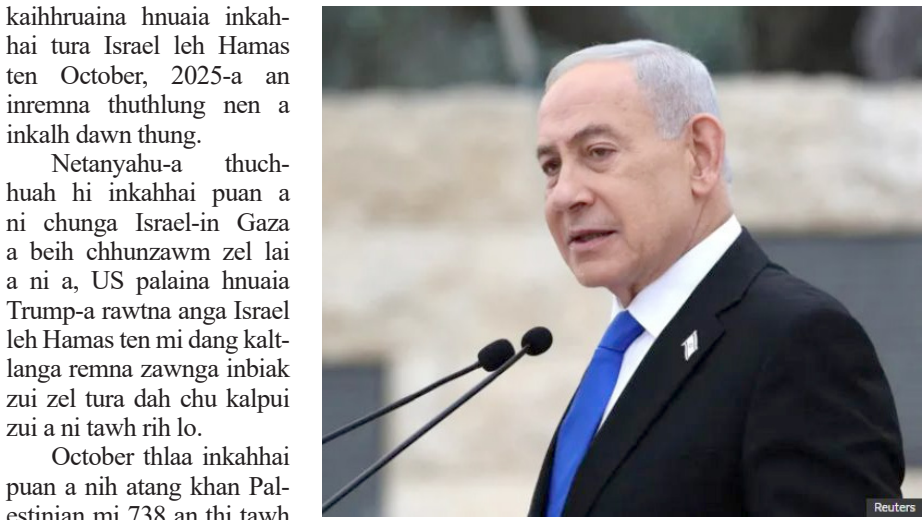 kaihhruaina hnuaia inkah-
hai tura Israel leh Hamas
ten October, 2025-a an
inremna thuthlung nen a
inkalh dawn thung.
Netanyahu-a thuch-
huah hi inkahhai puan a
ni chunga Israel-in Gaza
a beih chhunzawm zel lai
a ni a, US palaina hnuaia
Trump-a rawtna anga Israel
leh Hamas ten mi dang kalt-
langa remna zawnga inbiak
zui zel tura dah chu kalpui
zui a ni tawh rih lo.
October thlaa inkahhai
puan a nih atang khan Pal-
estinian mi 738 an thi tawh
Reuters